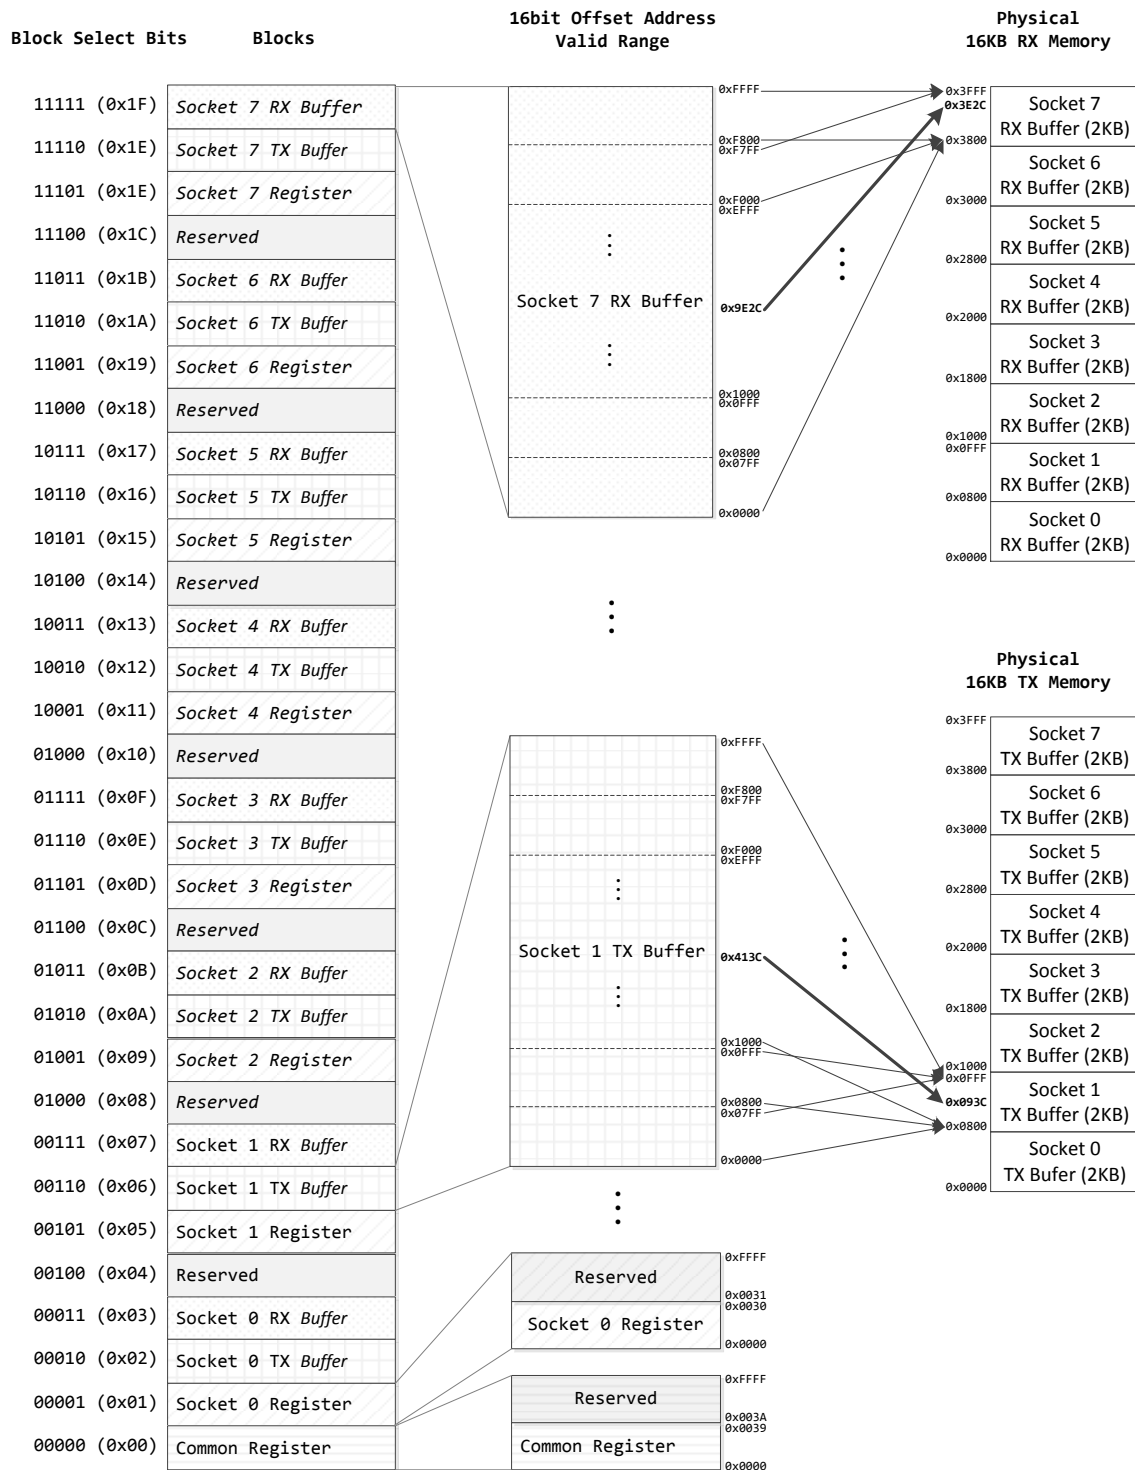 16bit Offset Address
Valid Range
Physical
16KB RX Memory
Block Select Bits
Blocks
11111 (0x1F) Socket 7 RX Buffer
11110 (0x1E) Socket 7 TX Buffer
11101 (0x1E) Socket 7 Register
11100 (0x1C) Reserved
11011 (0x1B) Socket 6 RX Buffer
11010 (0x1A) Socket 6 TX Buffer
11001 (0x19) Socket 6 Register
11000 (0x18) Reserved
10111 (0x17) Socket 5 RX Buffer
10110 (0x16) Socket 5 TX Buffer
10101 (0x15) Socket 5 Register
10100 (0x14) Reserved
10011 (0x13) Socket 4 RX Buffer
10010 (0x12) Socket 4 TX Buffer
10001 (0x11) Socket 4 Register
01000 (0x10) Reserved
01111 (0x0F) Socket 3 RX Buffer
01110 (0x0E) Socket 3 TX Buffer
01101 (0x0D) Socket 3 Register
01100 (0x0C) Reserved
01011 (0x0B) Socket 2 RX Buffer
01010 (0x0A) Socket 2 TX Buffer
01001 (0x09) Socket 2 Register
01000 (0x08) Reserved
00111 (0x07) Socket 1 RX Buffer
00110 (0x06) Socket 1 TX Buffer
00101 (0x05) Socket 1 Register
00100 (0x04) Reserved
00011 (0x03) Socket 0 RX Buffer
00010 (0x02) Socket 0 TX Buffer
00001 (0x01) Socket 0 Register
00000 (0x00) Common Register
0xFFFF
0xF800
0xF7FF
0xF000
0xEFFF
Socket 7 RX Buffer
0x9E2C
0x1000
0x0FFF
0x0800
0x07FF
0x0000
0x3FFF
0x3E2C
Socket 7
RX Buffer (2KB)
0x3800
Socket 6
RX Buffer (2KB)
0x3000
Socket 5
RX Buffer (2KB)
0x2800
Socket 4
RX Buffer (2KB)
0x2000
Socket 3
RX Buffer (2KB)
0x1800
Socket 2
RX Buffer (2KB)
0x1000
0x0FFF
Socket 1
RX Buffer (2KB)
0x0800
Socket 0
RX Buffer (2KB)
0x0000
0xFFFF
0xF800
0xF7FF
0xF000
0xEFFF
Socket 1 TX Buffer
0x413C
0x1000
0x0FFF
0x0800
0x07FF
0x0000
Physical
16KB TX Memory
0x3FFF
Socket 7
TX Buffer (2KB)
0x3800
Socket 6
TX Buffer (2KB)
0x3000
Socket 5
TX Buffer (2KB)
0x2800
Socket 4
TX Buffer (2KB)
0x2000
Socket 3
TX Buffer (2KB)
0x1800
Socket 2
TX Buffer (2KB)
0x1000
0x0FFF
Socket 1
TX Buffer (2KB)
0x093C
0x0800
Socket 0
TX Bufer (2KB)
0x0000
0xFFFF
Reserved
0x0031
0x0030
Socket 0 Register
0x0000
0xFFFF
Reserved
0x003A
0x0039
Common Register
0x0000